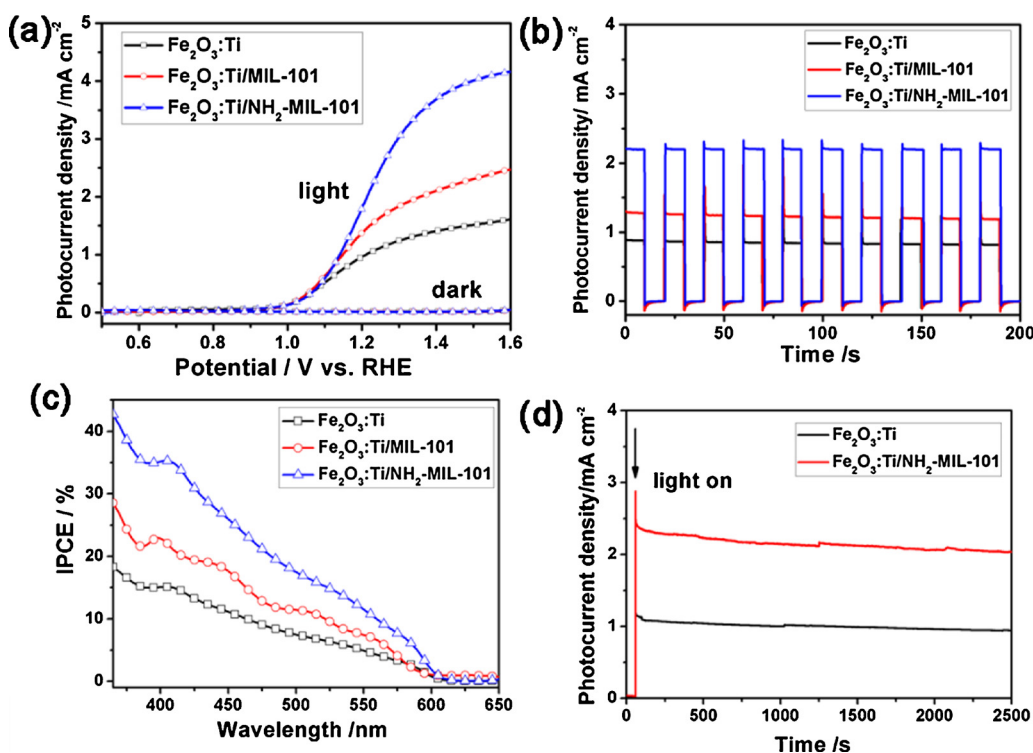 (a)
Photocurrent density /mA cm⁻²
5
4
3
2
1
0
Fe₂O₃:Ti
Fe₂O₃:Ti/MIL-101
Fe₂O₃:Ti/NH₂-MIL-101
light
dark
0.6 0.8 1.0 1.2 1.4 1.6
Potential / V vs. RHE
(b)
Photocurrent density/ mA cm⁻²
4
3
2
1
0
Fe₂O₃:Ti
Fe₂O₃:Ti/MIL-101
Fe₂O₃:Ti/NH₂-MIL-101
0 50 100 150 200
Time /s
(c)
IPCE / %
40
30
20
10
0
Fe₂O₃:Ti
Fe₂O₃:Ti/MIL-101
Fe₂O₃:Ti/NH₂-MIL-101
400 450 500 550 600 650
Wavelength /nm
(d)
Photocurrent density/mA cm⁻²
4
3
2
1
0
Fe₂O₃:Ti
Fe₂O₃:Ti/NH₂-MIL-101
light on
0 500 1000 1500 2000 2500
Time /s